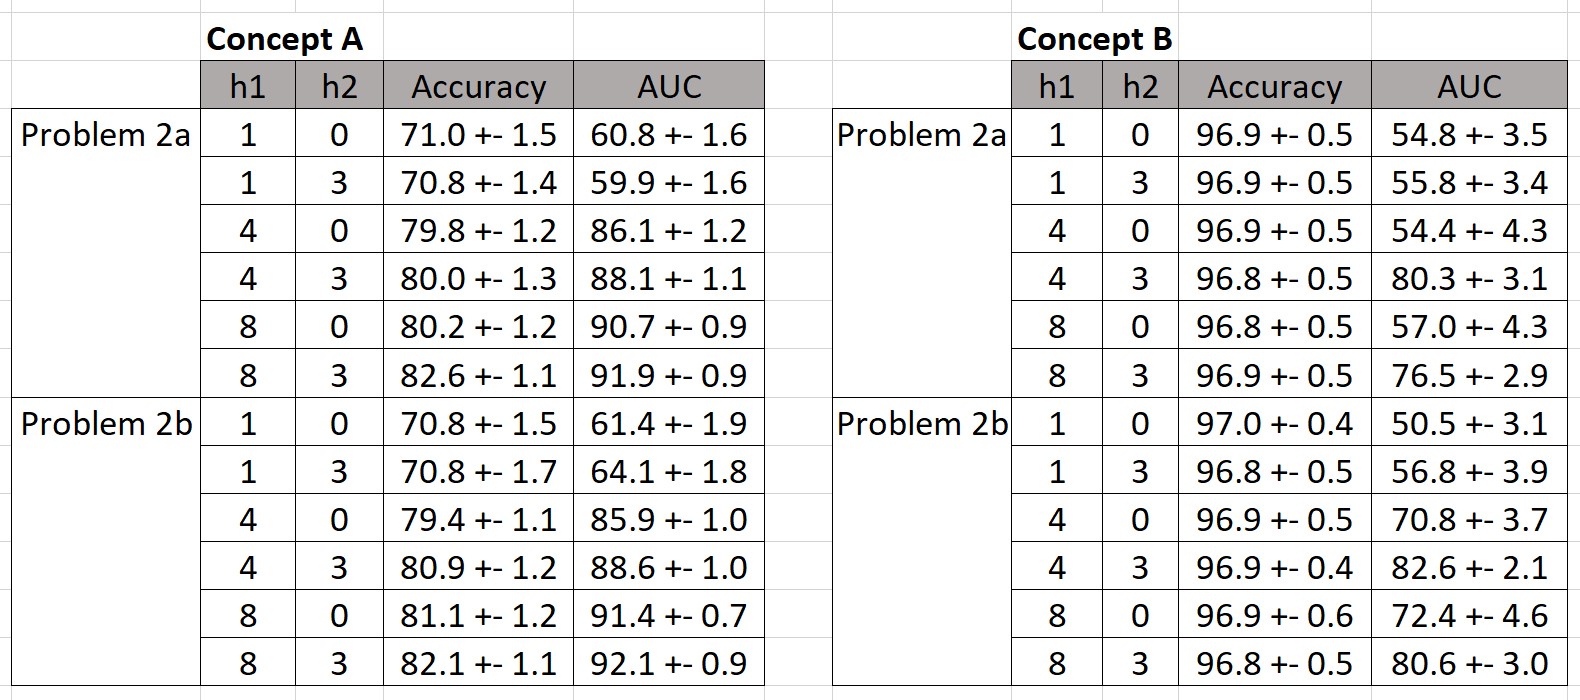 Concept A Concept B
h1 h2 Accuracy AUC h1 h2 Accuracy AUC
Problem 2a 1 0 71.0 +- 1.5 60.8 +- 1.6 Problem 2a 1 0 96.9 +- 0.5 54.8 +- 3.5
1 3 70.8 +- 1.4 59.9 +- 1.6 1 3 96.9 +- 0.5 55.8 +- 3.4
4 0 79.8 +- 1.2 86.1 +- 1.2 4 0 96.9 +- 0.5 54.4 +- 4.3
4 3 80.0 +- 1.3 88.1 +- 1.1 4 3 96.8 +- 0.5 80.3 +- 3.1
8 0 80.2 +- 1.2 90.7 +- 0.9 8 0 96.8 +- 0.5 57.0 +- 4.3
8 3 82.6 +- 1.1 91.9 +- 0.9 8 3 96.9 +- 0.5 76.5 +- 2.9
Problem 2b 1 0 70.8 +- 1.5 61.4 +- 1.9 Problem 2b 1 0 97.0 +- 0.4 50.5 +- 3.1
1 3 70.8 +- 1.7 64.1 +- 1.8 1 3 96.8 +- 0.5 56.8 +- 3.9
4 0 79.4 +- 1.1 85.9 +- 1.0 4 0 96.9 +- 0.5 70.8 +- 3.7
4 3 80.9 +- 1.2 88.6 +- 1.0 4 3 96.9 +- 0.4 82.6 +- 2.1
8 0 81.1 +- 1.2 91.4 +- 0.7 8 0 96.9 +- 0.6 72.4 +- 4.6
8 3 82.1 +- 1.1 92.1 +- 0.9 8 3 96.8 +- 0.5 80.6 +- 3.0